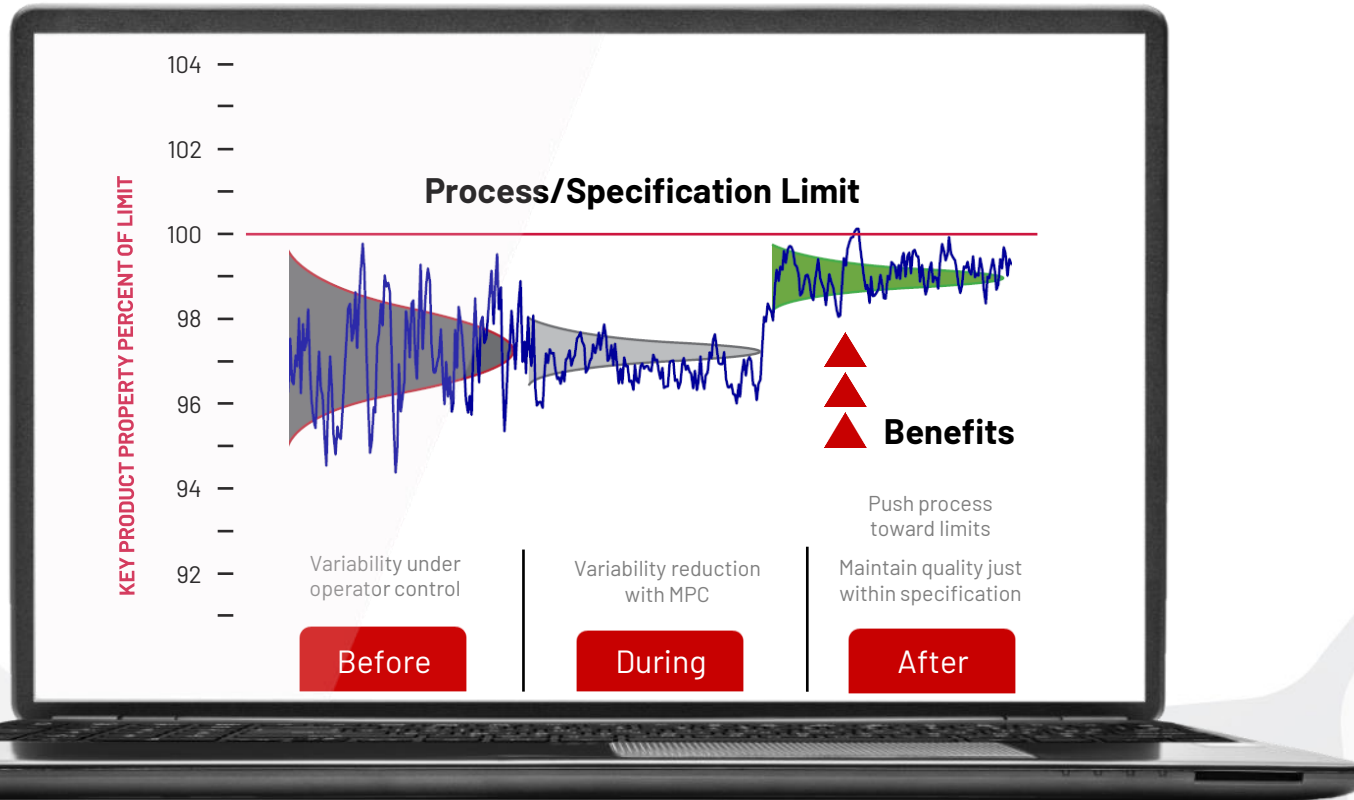 104
102
100
98
96
94
92
KEY PRODUCT PROPERTY PERCENT OF LIMIT
Process/Specification Limit
Benefits
Push process
toward limits
Variability under
operator control
Variability reduction
with MPC
Maintain quality just
within specification
Before
During
After